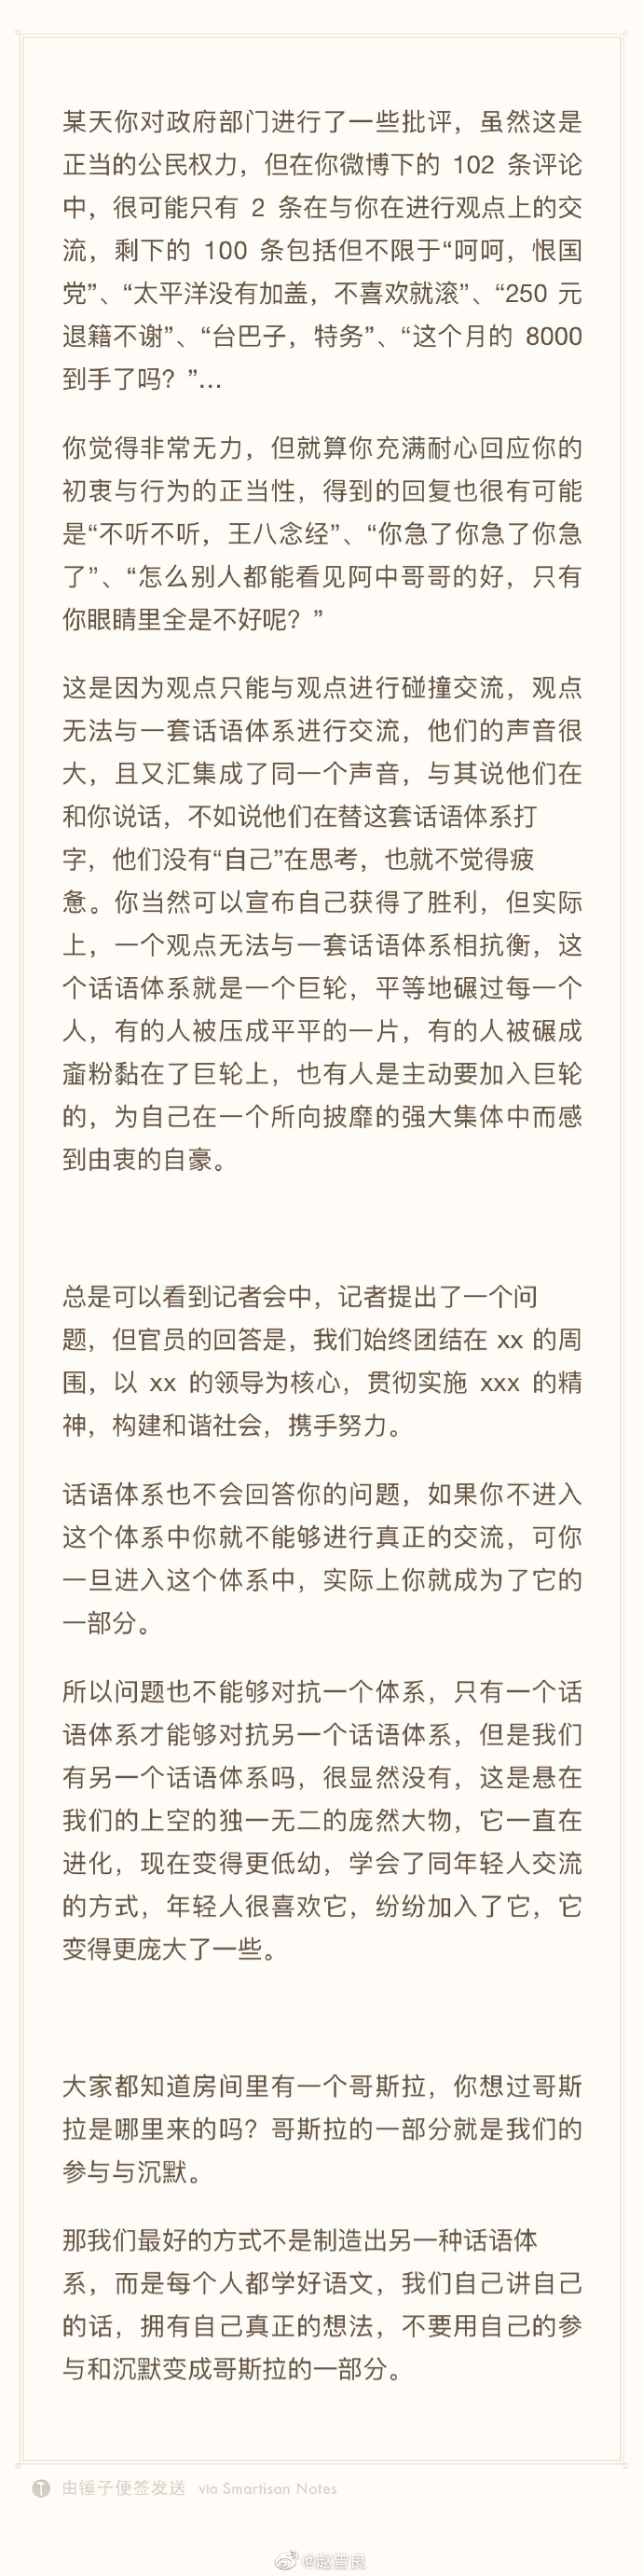 某天你对政府部门进行了一些批评，虽然这是
正当的公民权力，但在你微博下的 102 条评论
中，很可能只有 2 条在与你在进行观点上的交
流，剩下的 100 条包括但不限于“呵呵，恨国
党”、“太平洋没有加盖，不喜欢就滚”、“250 元
退籍不谢”、“台巴子，特务”、“这个月的 8000
到手了吗？”…
你觉得非常无力，但就算你充满耐心回应你的
初衷与行为的正当性，得到的回复也很有可能
是“不听不听，王八念经”、“你急了你急了你急
了”、“怎么别人都能看见阿中哥哥的好，只有
你眼睛里全是不好呢？”
这是因为观点只能与观点进行碰撞交流，观点
无法与一套话语体系进行交流，他们的声音很
大，且又汇集成了同一个声音，与其说他们在
和你说话，不如说他们在替这套话语体系打
字，他们没有“自己”在思考，也就不觉得疲
惫。你当然可以宣布自己获得了胜利，但实际
上，一个观点无法与一套话语体系相抗衡，这
个话语体系就是一个巨轮，平等地碾过每一个
人，有的人被压成平平的一片，有的人被碾成
齑粉黏在了巨轮上，也有人是主动要加入巨轮
的，为自己在一个所向披靡的强大集体中而感
到由衷的自豪。
总是可以看到记者会中，记者提出了一个问
题，但官员的回答是，我们始终团结在 xx 的周
围，以 xx 的领导为核心，贯彻实施 xxx 的精
神，构建和谐社会，携手努力。
话语体系也不会回答你的问题，如果你不进入
这个体系中你就不能够进行真正的交流，可你
一旦进入这个体系中，实际上你就成为了它的
一部分。
所以问题也不能够对抗一个体系，只有一个话
语体系才能够对抗另一个话语体系，但是我们
有另一个话语体系吗，很显然没有，这是悬在
我们的上空的独一无二的庞然大物，它一直在
进化，现在变得更低幼，学会了同年轻人交流
的方式，年轻人很喜欢它，纷纷加入了它，它
变得更庞大了一些。
大家都知道房间里有一个哥斯拉，你想过哥斯
拉是哪里来的吗？哥斯拉的一部分就是我们的
参与与沉默。
那我们最好的方式不是制造出另一种话语体
系，而是每个人都学好语文，我们自己讲自己
的话，拥有自己真正的想法，不要用自己的参
与和沉默变成哥斯拉的一部分。
T 由锤子便签发送 via Smartisan Notes
@赵曾良